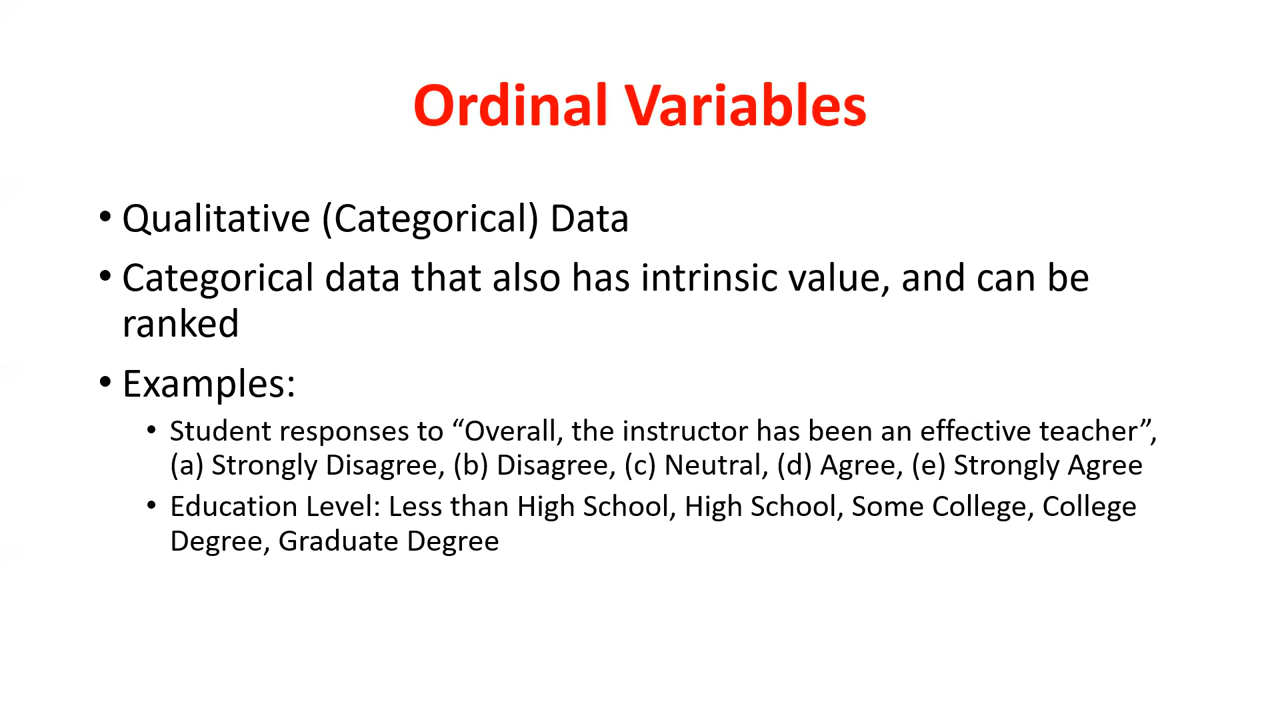 Ordinal Variables
• Qualitative (Categorical) Data
• Categorical data that also has intrinsic value, and can be
ranked
• Examples:
• Student responses to “Overall, the instructor has been an effective teacher”,
(a) Strongly Disagree, (b) Disagree, (c) Neutral, (d) Agree, (e) Strongly Agree
• Education Level: Less than High School, High School, Some College, College
Degree, Graduate Degree